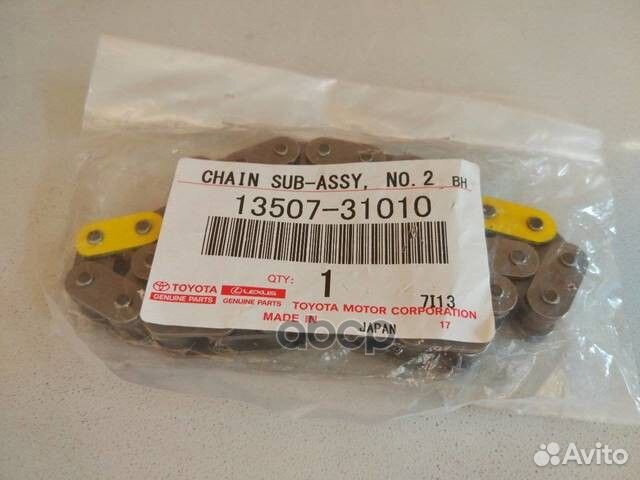 CHAIN SUB-ASSY, NO.2 BH
13507-31010
QTY: 1
TOYOTA LEXUS 7I13
GENUINE PARTS GENUINE PARTS TOYOTA MOTOR CORPORATION
MADE IN JAPAN 17
abcp
Avito